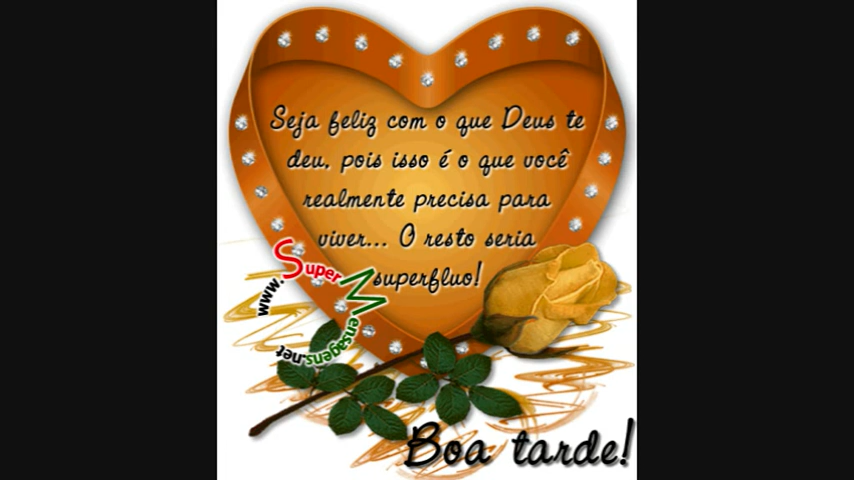 Seja feliz com o que Deus te
deu, pois isso é o que você
realmente precisa para
viver... O resto seria
superfluo!
www.SuperMensagens.net
Boa tarde!